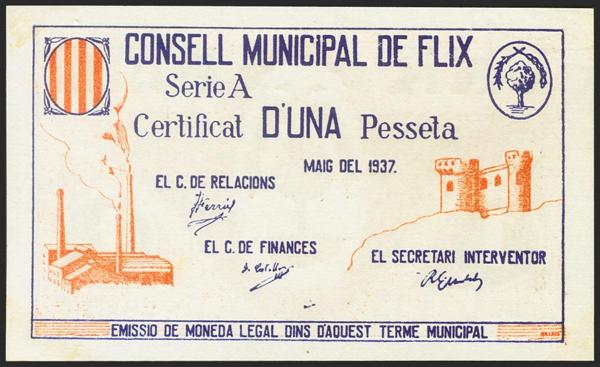 CONSELL MUNICIPAL DE FLIX
Serie A
Certificat D'UNA Pesseta
MAIG DEL 1937.
EL C. DE RELACIONS
EL C. DE FINANCES
EL SECRETARI INTERVENTOR
EMISSIO DE MONEDA LEGAL DINS D'AQUEST TERME MUNICIPAL